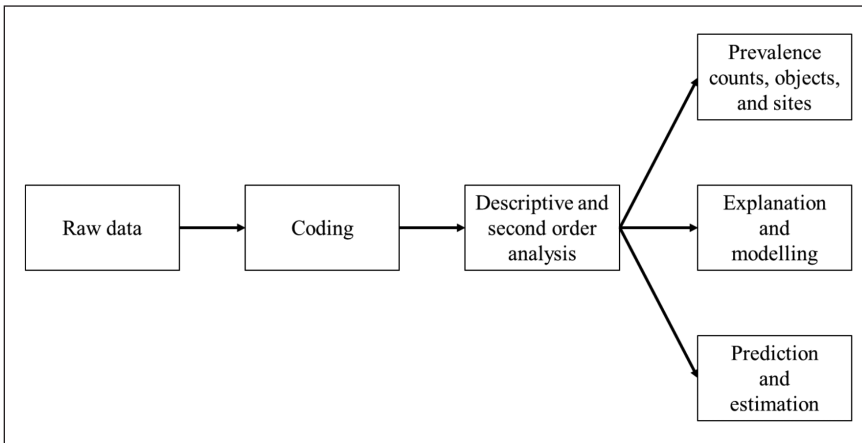 Raw data
Coding
Descriptive and
second order
analysis
Prevalence
counts, objects,
and sites
Explanation
and
modelling
Prediction
and
estimation